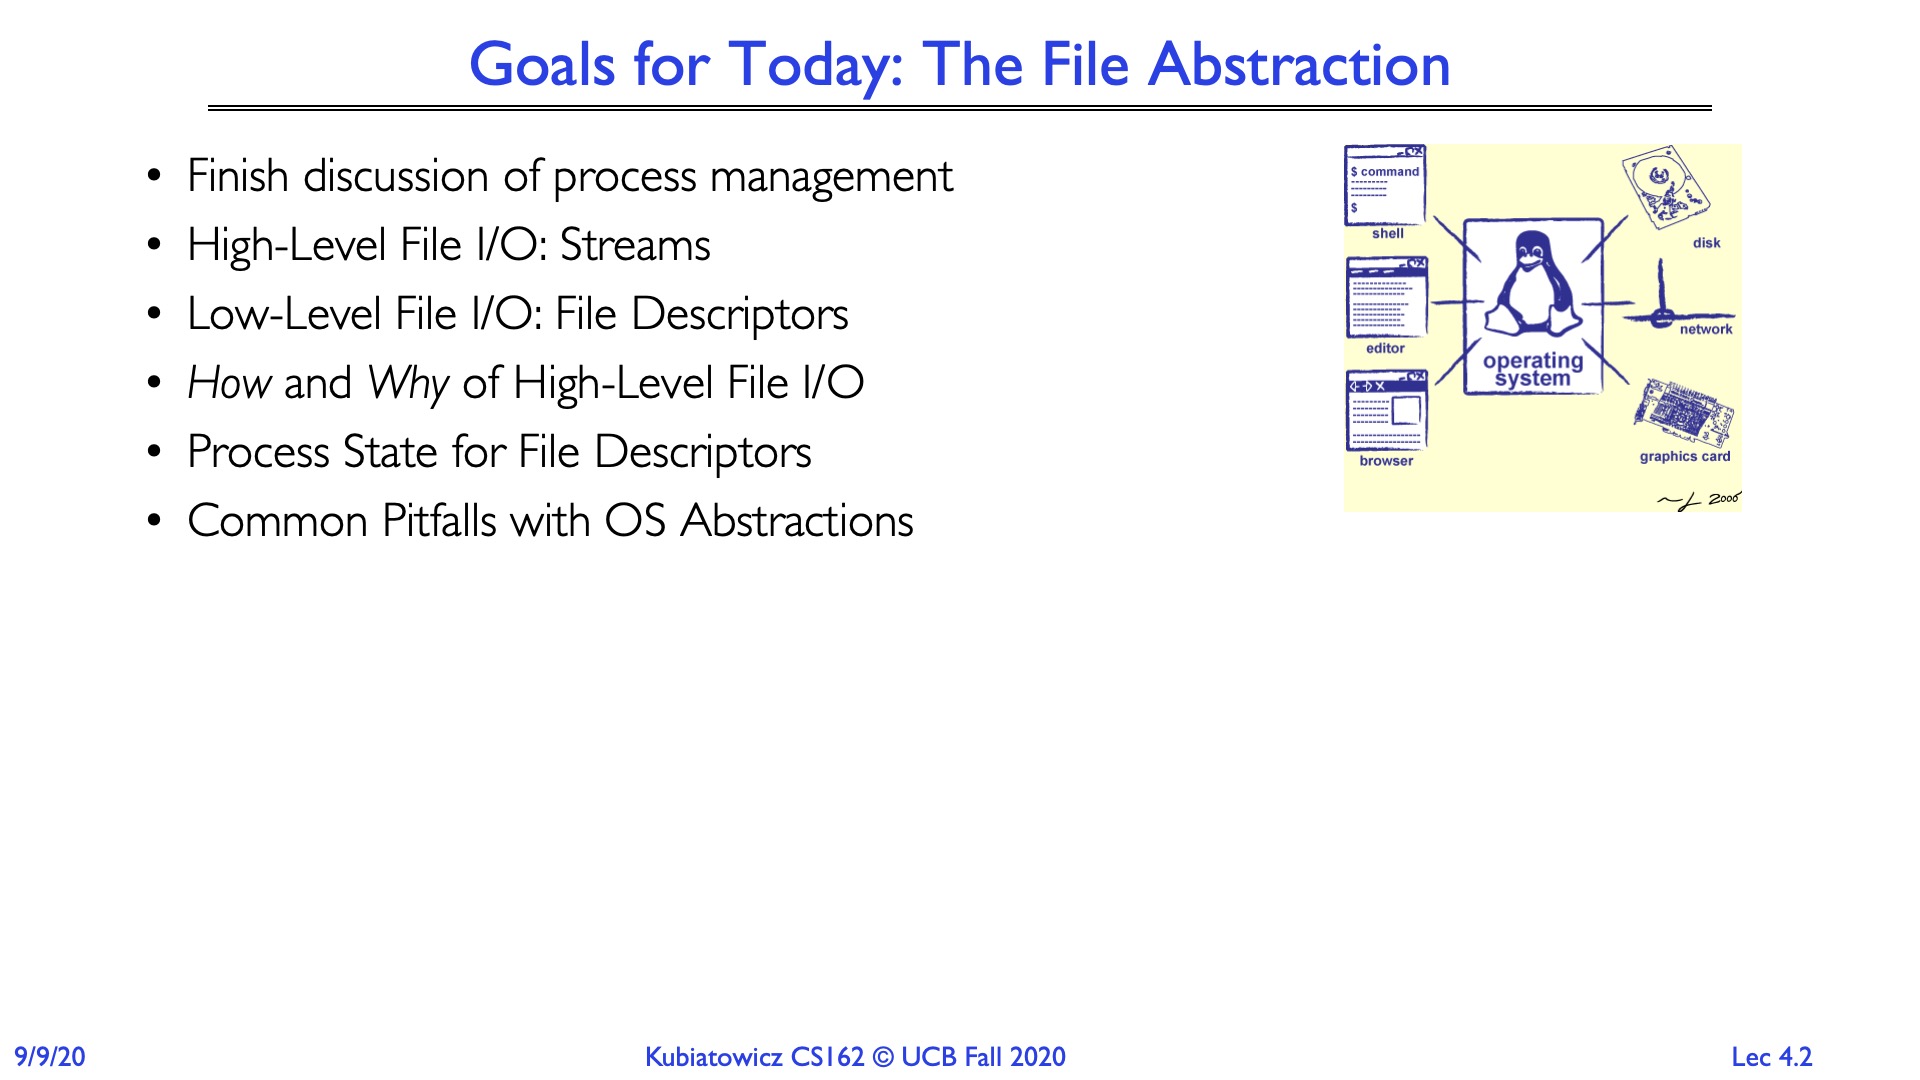 Goals for Today: The File Abstraction
• Finish discussion of process management
• High-Level File I/O: Streams
• Low-Level File I/O: File Descriptors
• How and Why of High-Level File I/O
• Process State for File Descriptors
• Common Pitfalls with OS Abstractions
$ command
$
shell
editor
browser
operating
system
disk
network
graphics card
2006
9/9/20
Kubiatowicz CS162 © UCB Fall 2020
Lec 4.2